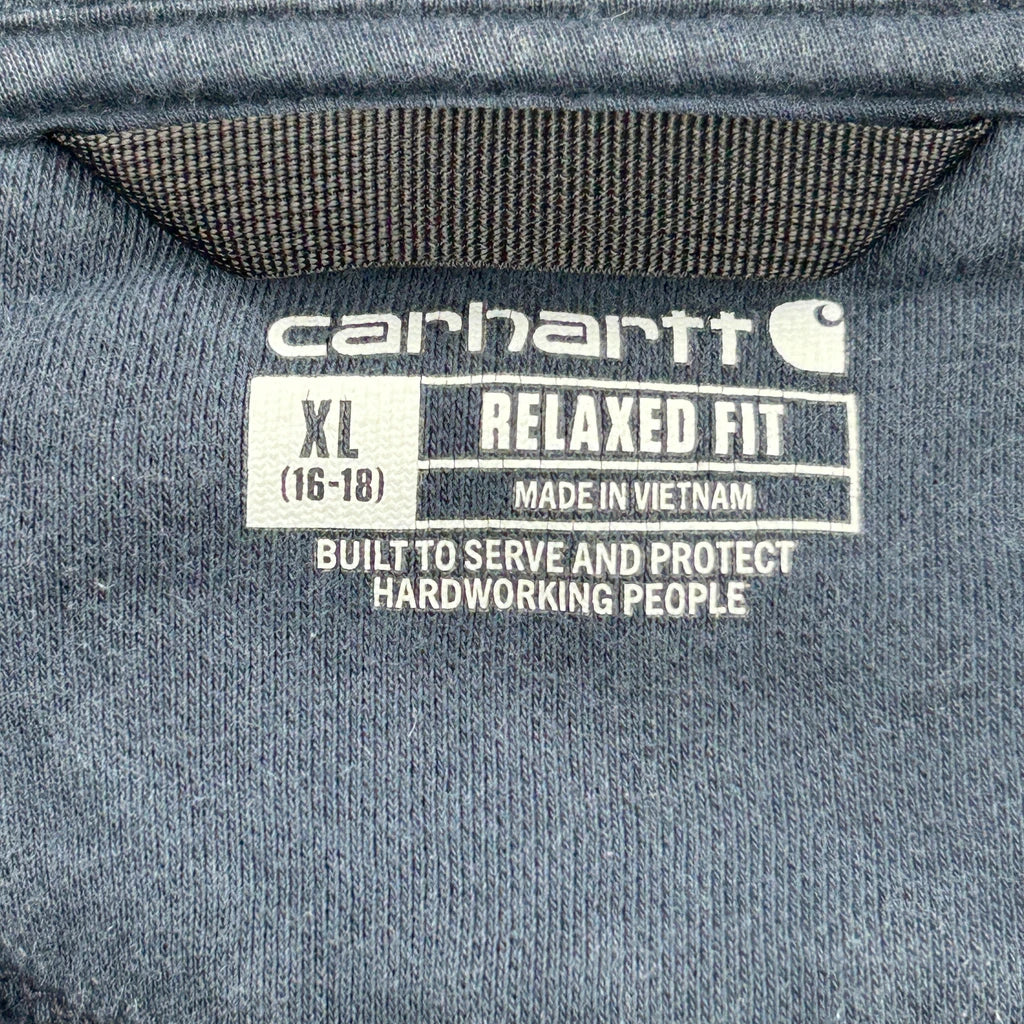 carhartt
XL
(16-18)
RELAXED FIT
MADE IN VIETNAM
BUILT TO SERVE AND PROTECT
HARDWORKING PEOPLE